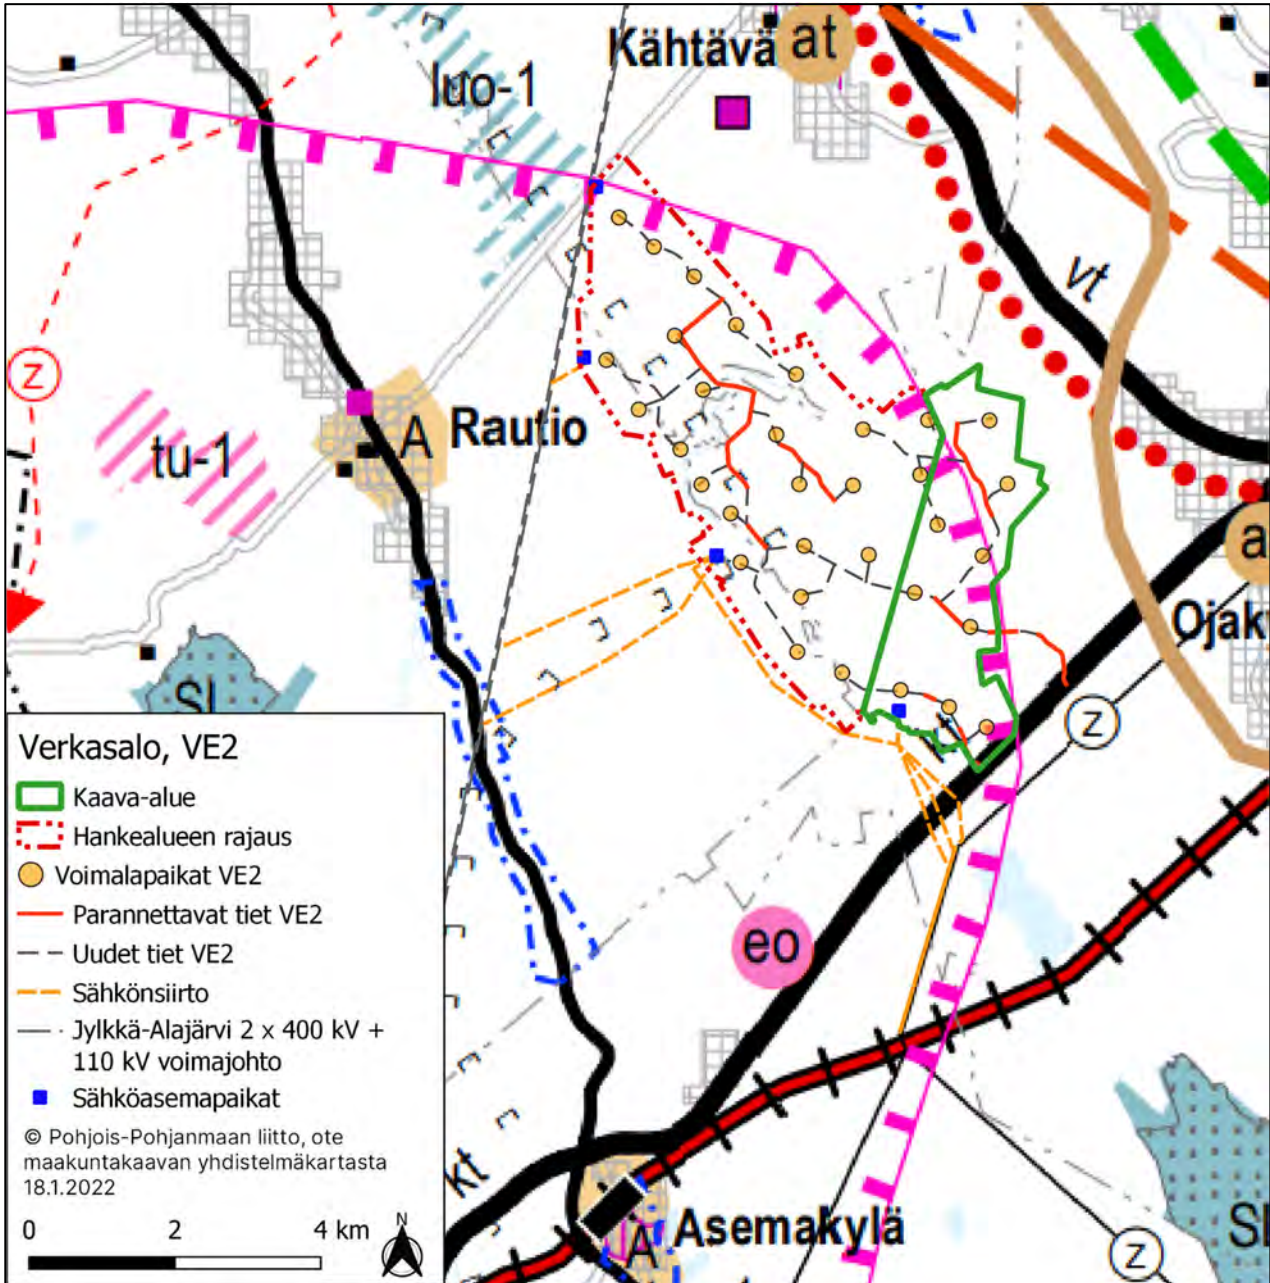 Kähtävä
at
luo-1
vt
Z
A
Rautio
tu-1
a
Ojak
SL
Z
eo
kt
Asemakylä
A
Z
Verkasalo, VE2
Kaava-alue
Hankealueen rajaus
Voimalapaikat VE2
Parannettavat tiet VE2
Uudet tiet VE2
Sähkönsiirto
Jylkkä-Alajärvi 2 x 400 kV +
110 kV voimajohto
Sähköasemapaikat
© Pohjois-Pohjanmaan liitto, ote
maakuntakaavan yhdistelmäkartasta
18.1.2022
0 2 4 km
N